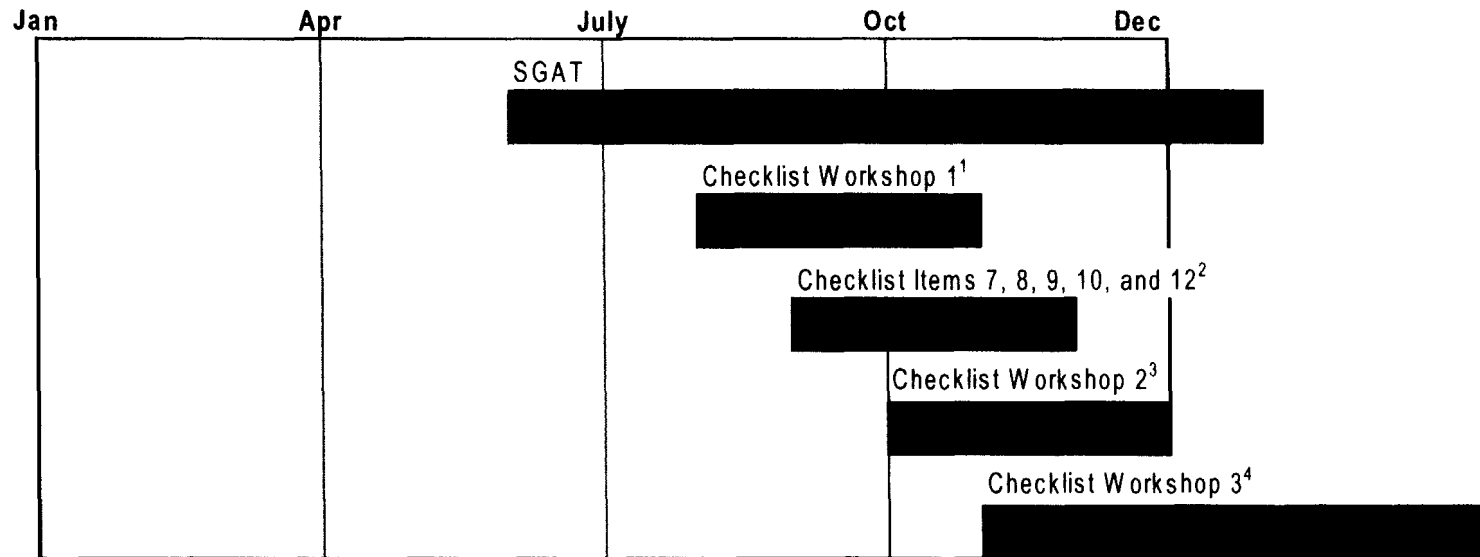 Jan Apr July Oct Dec
SGAT
Checklist Workshop 1¹
Checklist Items 7, 8, 9, 10, and 12²
Checklist Workshop 2³
Checklist Workshop 3⁴